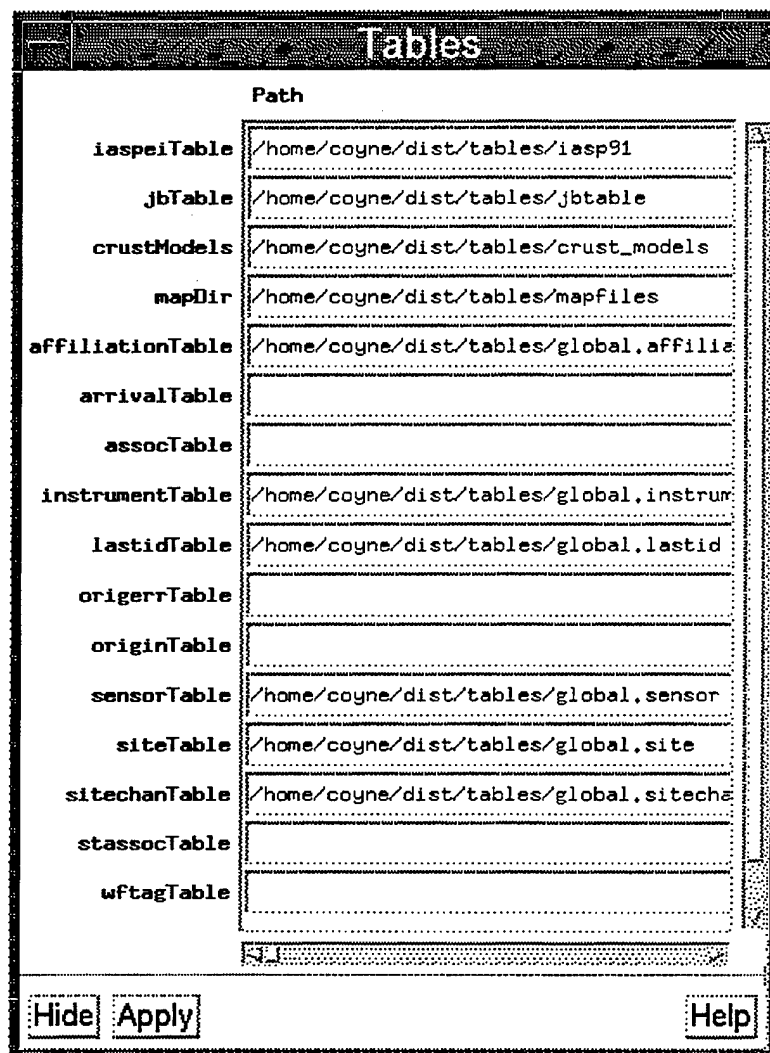 Tables
Path
iaspeiTable /home/coyne/dist/tables/iasp91
jbTable /home/coyne/dist/tables/jbtable
crustModels /home/coyne/dist/tables/crust_models
mapDir /home/coyne/dist/tables/mapfiles
affiliationTable /home/coyne/dist/tables/global.affilia
arrivalTable
assocTable
instrumentTable /home/coyne/dist/tables/global.instrum
lastidTable /home/coyne/dist/tables/global.lastid
origerrTable
originTable
sensorTable /home/coyne/dist/tables/global.sensor
siteTable /home/coyne/dist/tables/global.site
sitechanTable /home/coyne/dist/tables/global.sitecha
stassocTable
wftagTable
Hide Apply Help